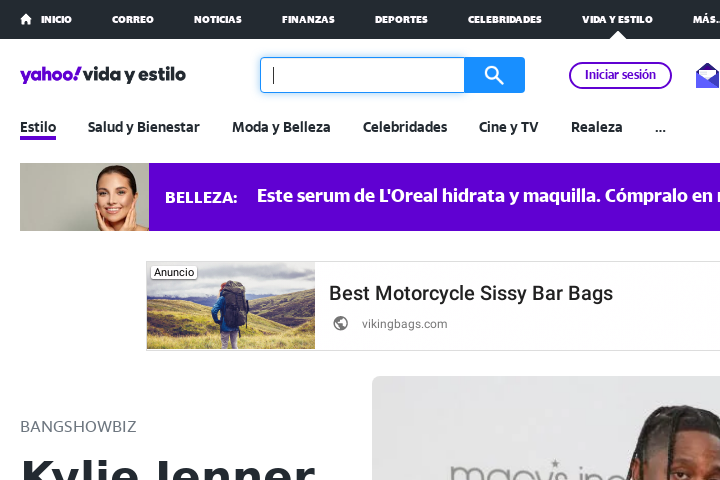 INICIO CORREO NOTICIAS FINANZAS DEPORTES CELEBRIDADES VIDA Y ESTILO MÁS...
yahoo! vida y estilo
Iniciar sesión
Estilo Salud y Bienestar Moda y Belleza Celebridades Cine y TV Realeza ...
BELLEZA: Este serum de L'Oreal hidrata y maquilla. Cómpralo en
Anuncio
Best Motorcycle Sissy Bar Bags
vikingbags.com
BANGSHOWBIZ
Kylie Jenner
macy's